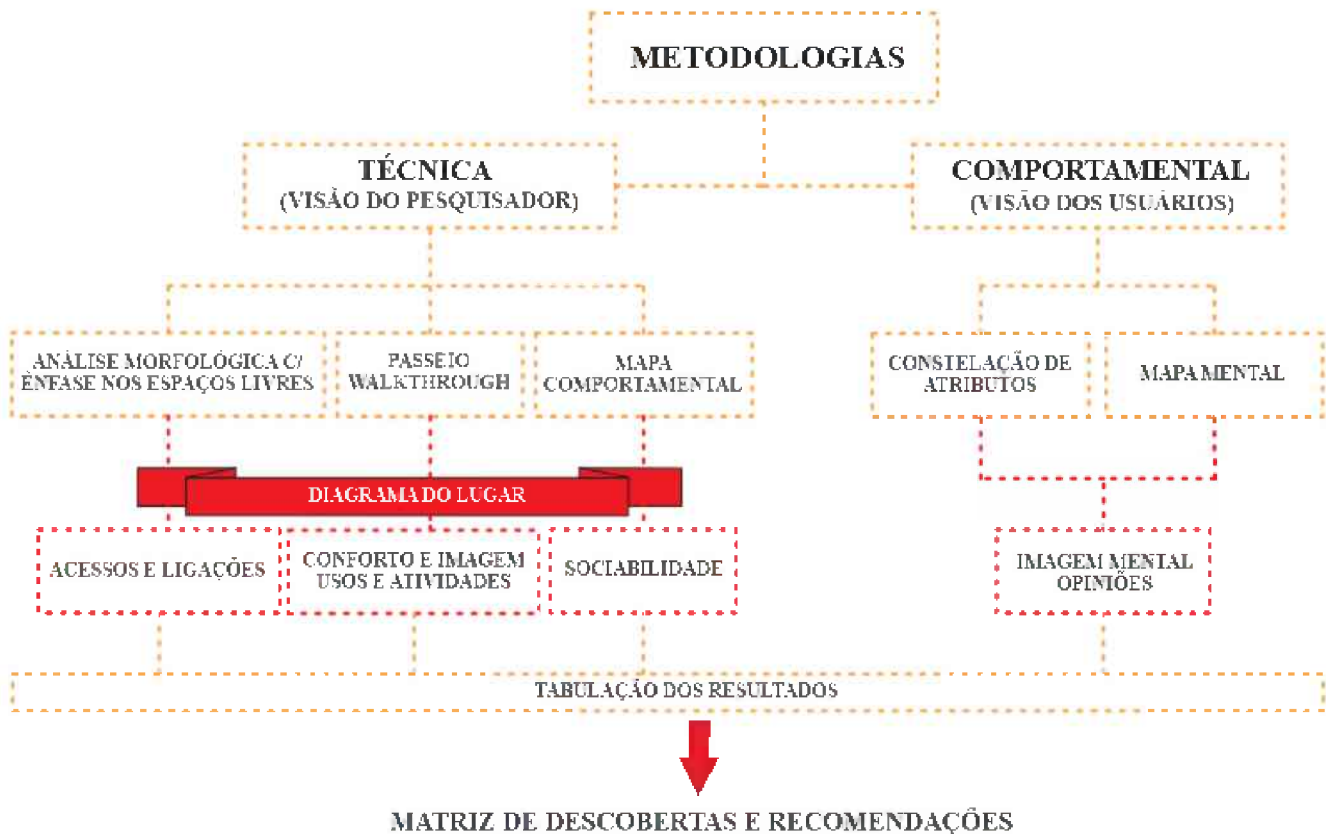 METODOLOGIAS
TÉCNICA
(VISÃO DO PESQUISADOR)
COMPORTAMENTAL
(VISÃO DOS USUÁRIOS)
ANÁLISE MORFOLÓGICA C/
ÊNFASE NOS ESPAÇOS LIVRES
PASSEIO
WALKTHROUGH
MAPA
COMPORTAMENTAL
CONSTELAÇÃO DE
ATRIBUTOS
MAPA MENTAL
DIAGRAMA DO LUGAR
ACESSOS E LIGAÇÕES
CONFORTO E IMAGEM
USOS E ATIVIDADES
SOCIABILIDADE
IMAGEM MENTAL
OPINIÕES
TABULAÇÃO DOS RESULTADOS
MATRIZ DE DESCOBERTAS E RECOMENDAÇÕES